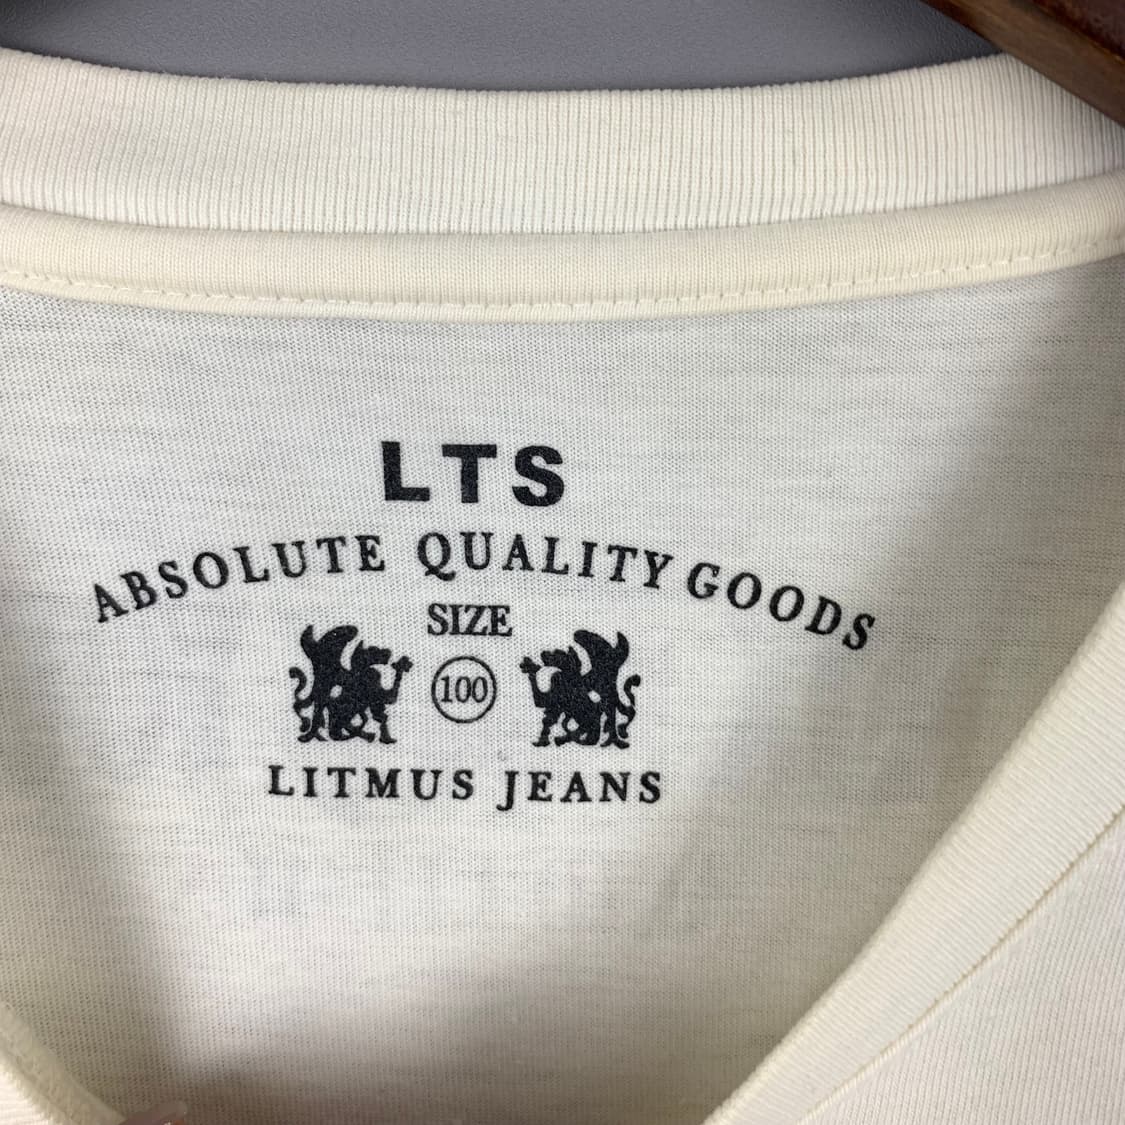 LTS
ABSOLUTE QUALITY GOODS
SIZE
100
LITMUS JEANS